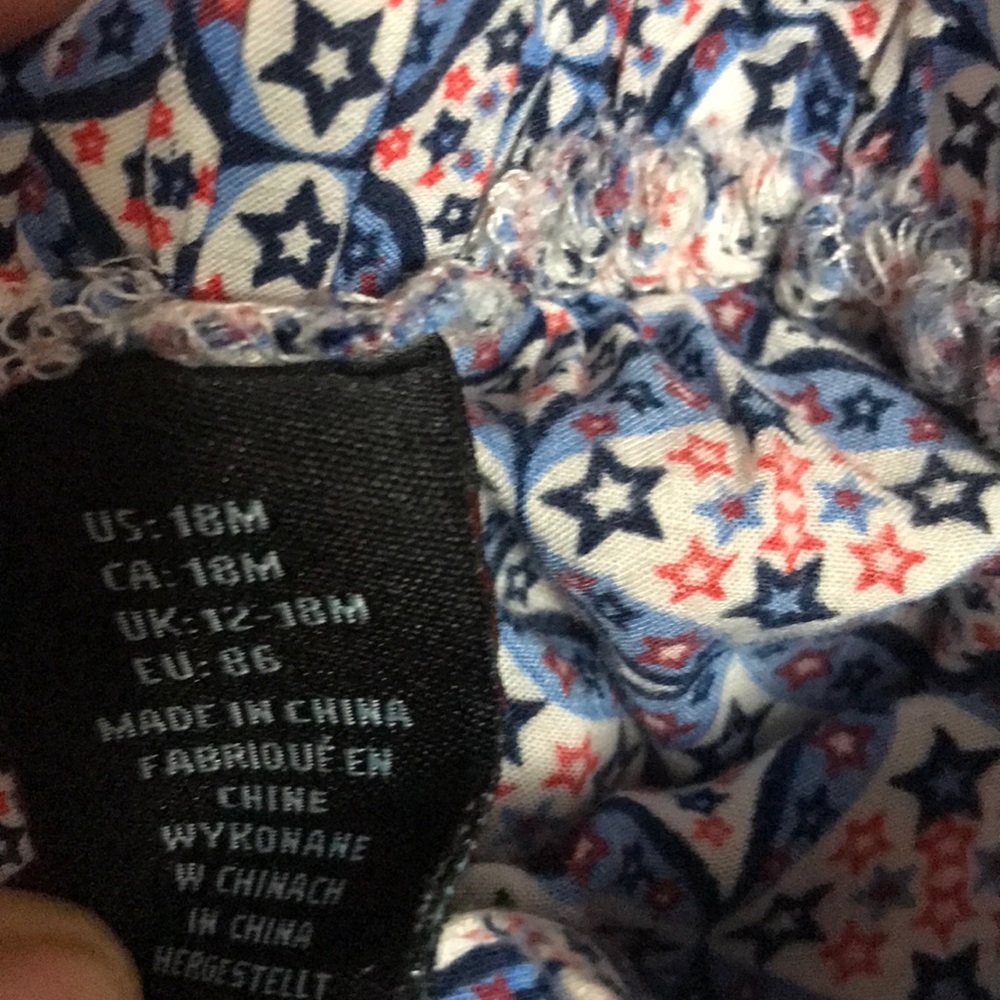 US: 18M
CA: 18M
UK: 12-18M
EU: 86
MADE IN CHINA
FABRIQUÉ EN
CHINE
WYKONANE
W CHINACH
IN CHINA
HERGESTELLT